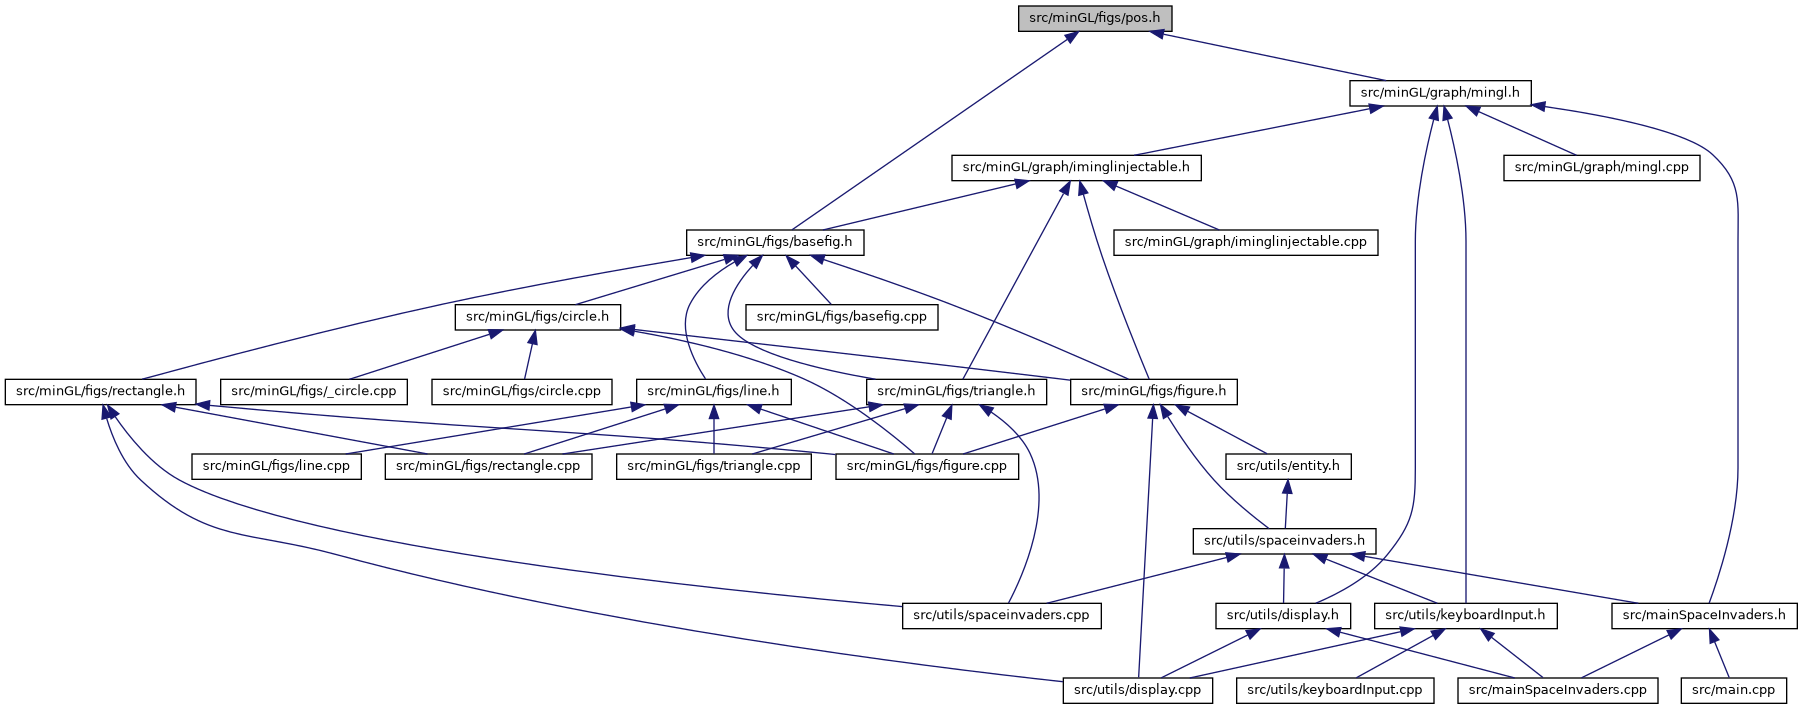 src/minGL/figs/pos.h
src/minGL/graph/mingl.h
src/minGL/graph/iminglinjectable.h
src/minGL/graph/mingl.cpp
src/minGL/figs/basefig.h
src/minGL/graph/iminglinjectable.cpp
src/minGL/figs/circle.h
src/minGL/figs/basefig.cpp
src/minGL/figs/rectangle.h
src/minGL/figs/_circle.cpp
src/minGL/figs/circle.cpp
src/minGL/figs/line.h
src/minGL/figs/triangle.h
src/minGL/figs/figure.h
src/minGL/figs/line.cpp
src/minGL/figs/rectangle.cpp
src/minGL/figs/triangle.cpp
src/minGL/figs/figure.cpp
src/utils/entity.h
src/utils/spaceinvaders.h
src/utils/spaceinvaders.cpp
src/utils/display.h
src/utils/keyboardInput.h
src/mainSpaceInvaders.h
src/utils/display.cpp
src/utils/keyboardInput.cpp
src/mainSpaceInvaders.cpp
src/main.cpp